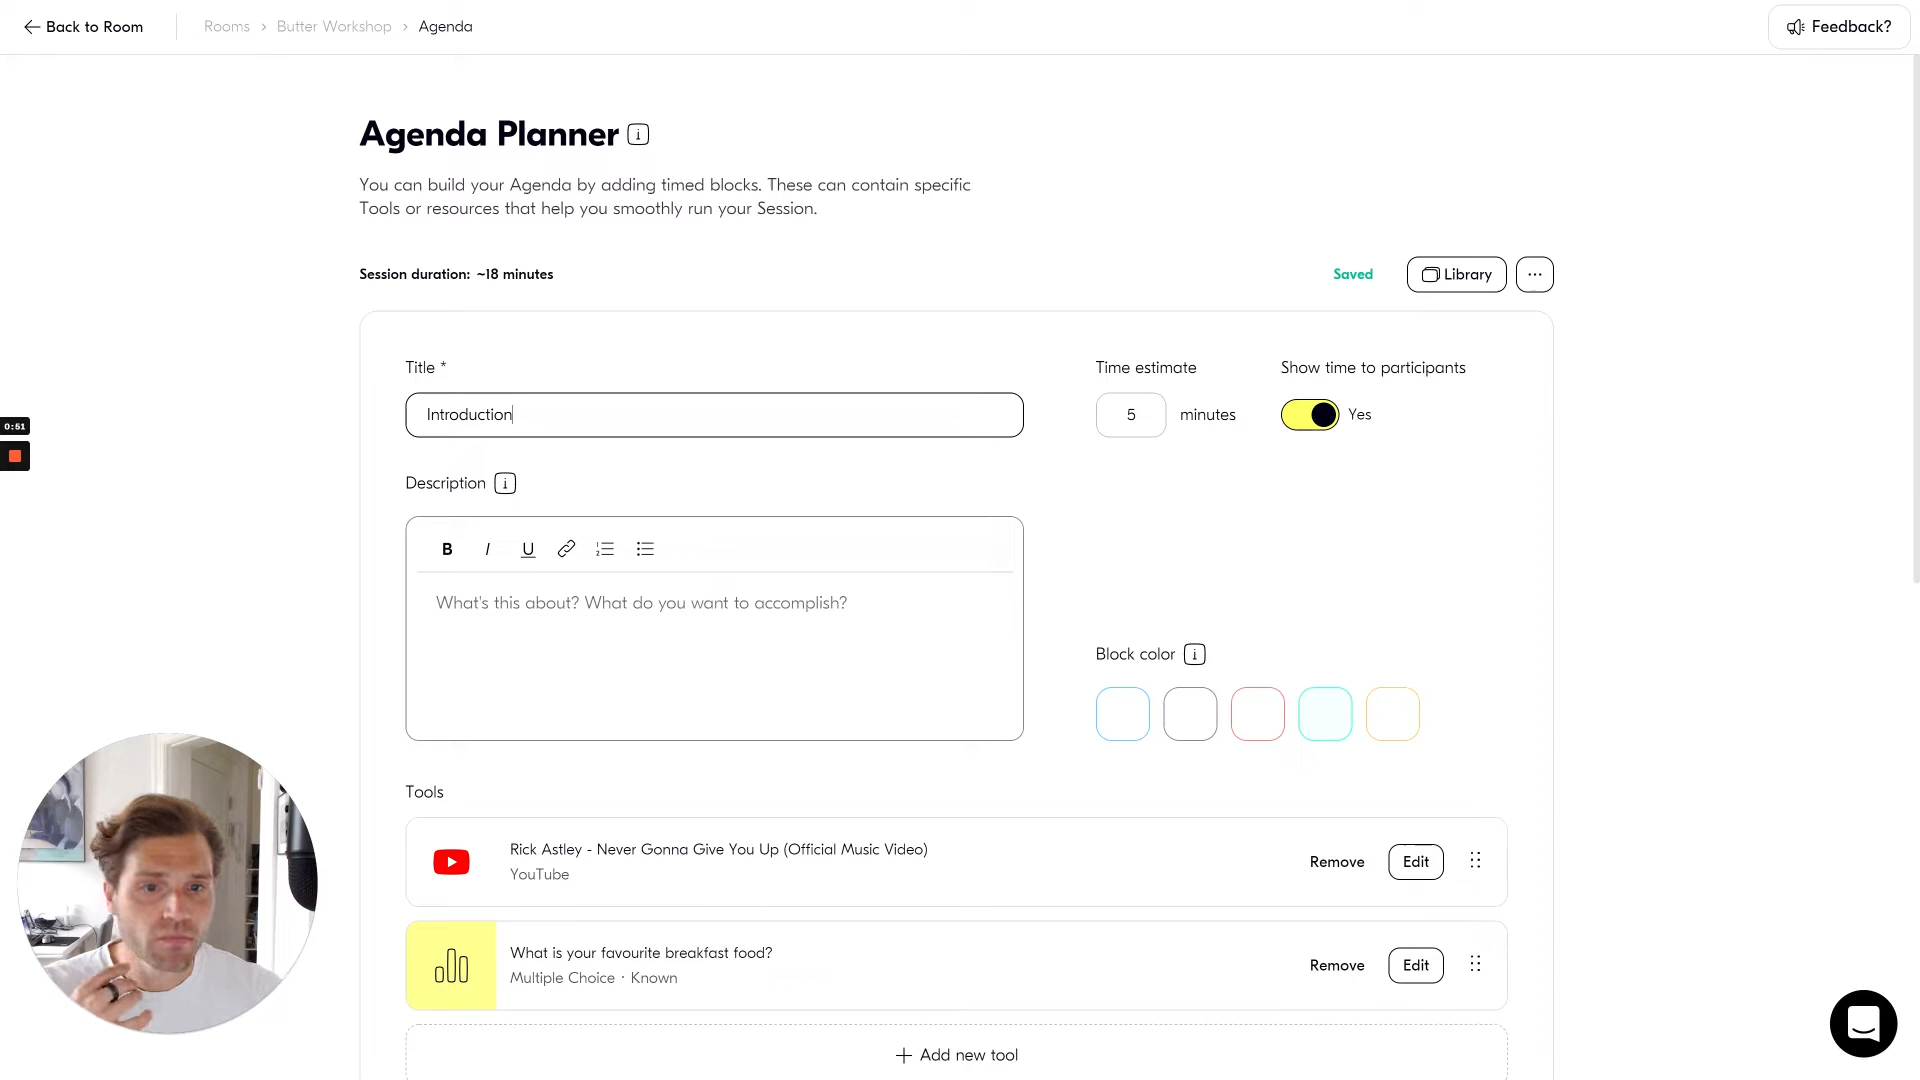 Back to Room
Rooms › Butter Workshop › Agenda
Feedback?
Agenda Planner
You can build your Agenda by adding timed blocks. These can contain specific
Tools or resources that help you smoothly run your Session.
Session duration: ~18 minutes
Saved
Library
Title *
Introduction
Time estimate
5 minutes
Show time to participants
Yes
0:51
Description
B I U
What's this about? What do you want to accomplish?
Block color
Tools
Rick Astley - Never Gonna Give You Up (Official Music Video)
YouTube
Remove
Edit
What is your favourite breakfast food?
Multiple Choice · Known
Remove
Edit
+ Add new tool